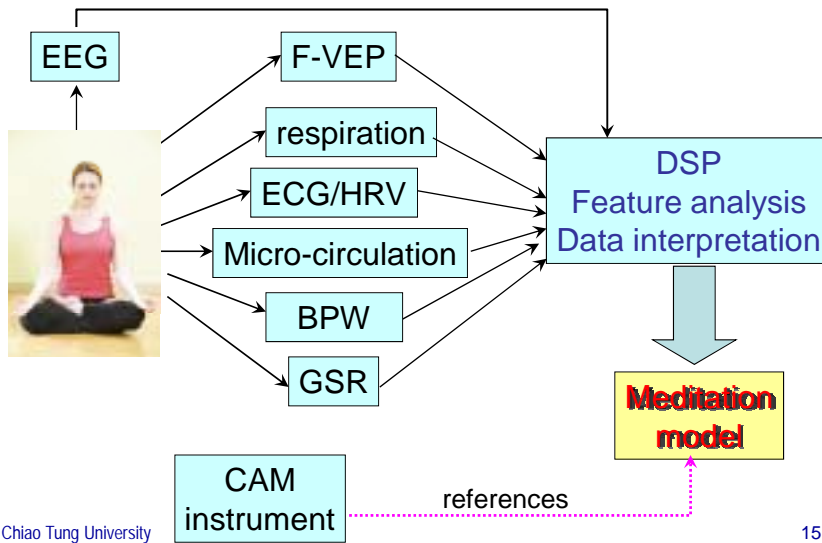 EEG
F-VEP
respiration
ECG/HRV
Micro-circulation
BPW
GSR
DSP
Feature analysis
Data interpretation
Meditation
model
CAM
instrument
references
Chiao Tung University
15